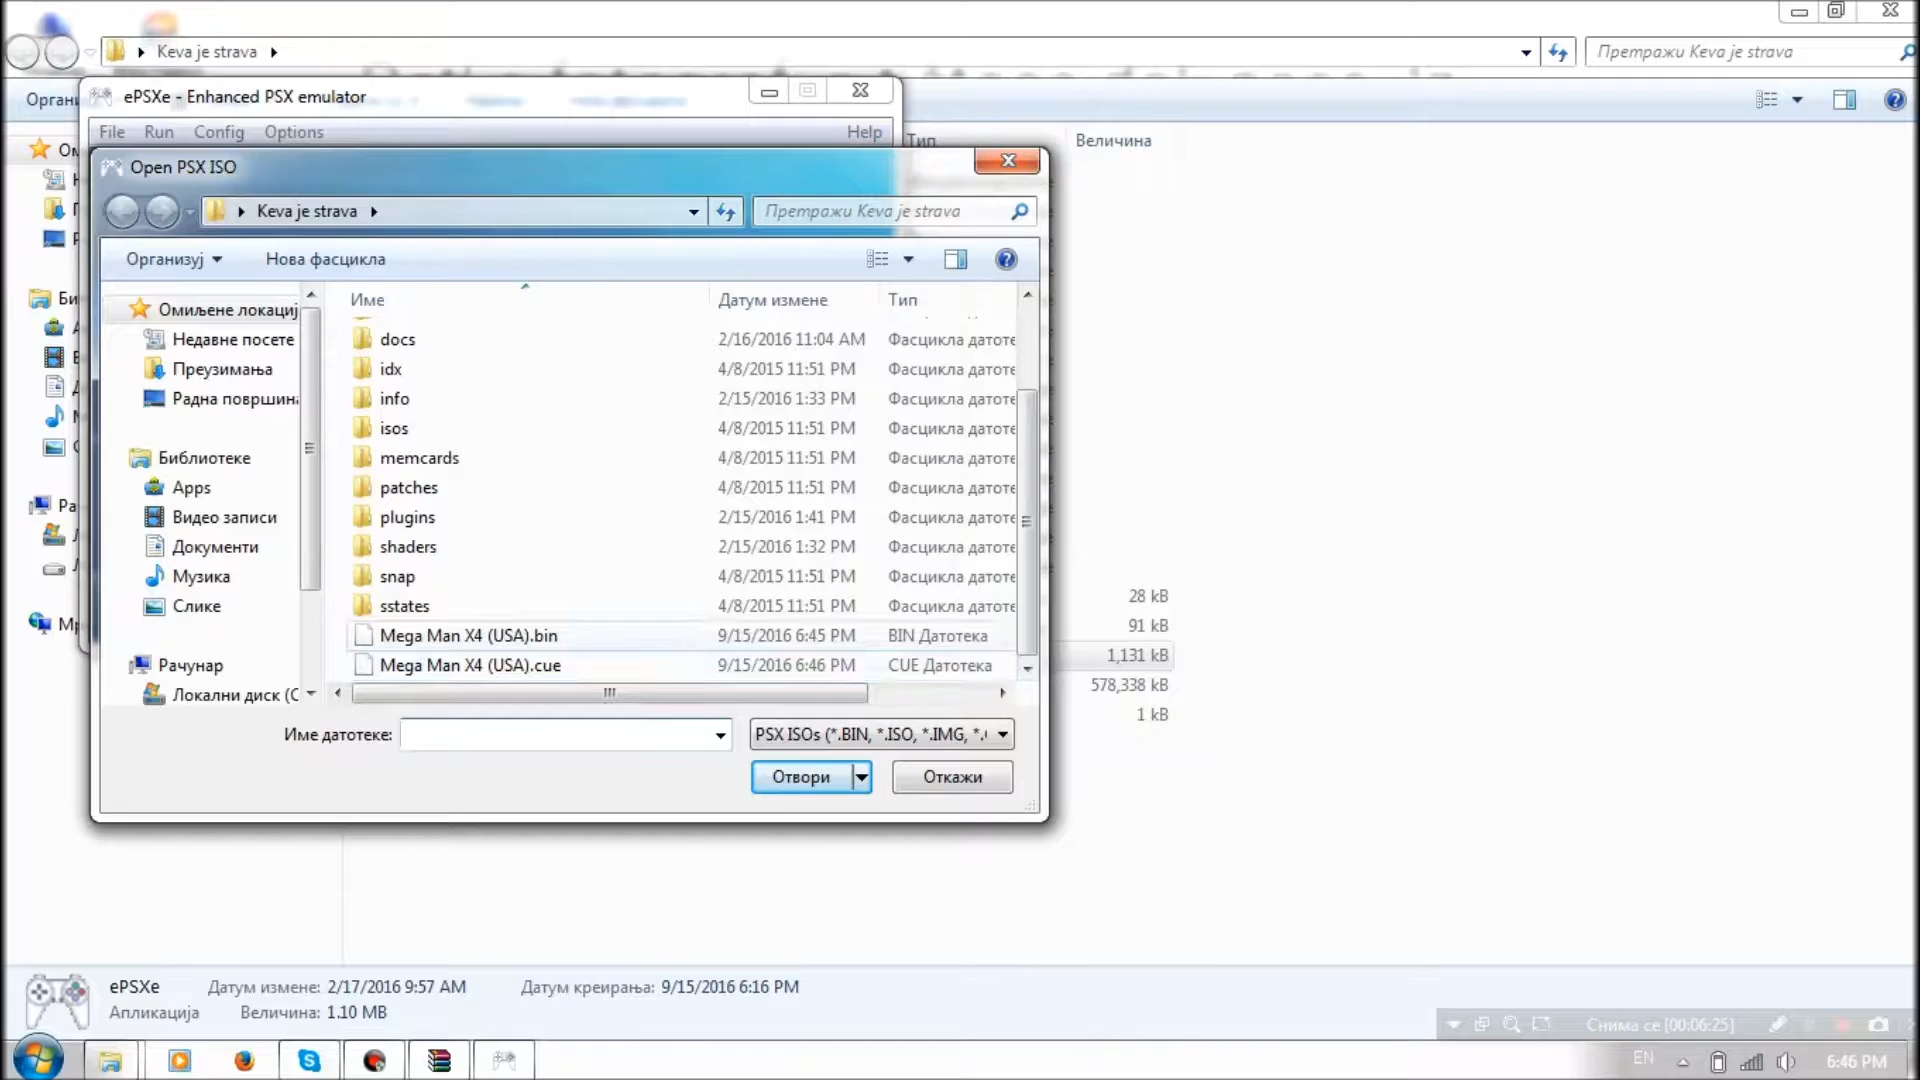 Keva je strava
Претражи Keva je strava
Органи
ePSXe - Enhanced PSX emulator
File Run Config Options Help
Тип Величина
Open PSX ISO
Keva je strava
Претражи Keva je strava
Организуј Нова фасцикла
Име Датум измене Тип
Омиљене локациј
Недавне посете
Преузимања
Радна површин
Библиотеке
Apps
Видео записи
Документи
Музика
Слике
Рачунар
Локални диск (C
docs 2/16/2016 11:04 AM Фасцикла датоте
idx 4/8/2015 11:51 PM Фасцикла датоте
info 2/15/2016 1:33 PM Фасцикла датоте
isos 4/8/2015 11:51 PM Фасцикла датоте
memcards 4/8/2015 11:51 PM Фасцикла датоте
patches 4/8/2015 11:51 PM Фасцикла датоте
plugins 2/15/2016 1:41 PM Фасцикла датоте
shaders 2/15/2016 1:32 PM Фасцикла датоте
snap 4/8/2015 11:51 PM Фасцикла датоте
sstates 4/8/2015 11:51 PM Фасцикла датоте
Mega Man X4 (USA).bin 9/15/2016 6:45 PM BIN Датотека
Mega Man X4 (USA).cue 9/15/2016 6:46 PM CUE Датотека
Име датотеке: PSX ISOs (*.BIN, *.ISO, *.IMG, *.
Отвори Откажи
28 kB
91 kB
1,131 kB
578,338 kB
1 kB
ePSXe Датум измене: 2/17/2016 9:57 AM Датум креирања: 9/15/2016 6:16 PM
Апликација Величина: 1.10 MB
Снима се [00:06:25]
EN 6:46 PM